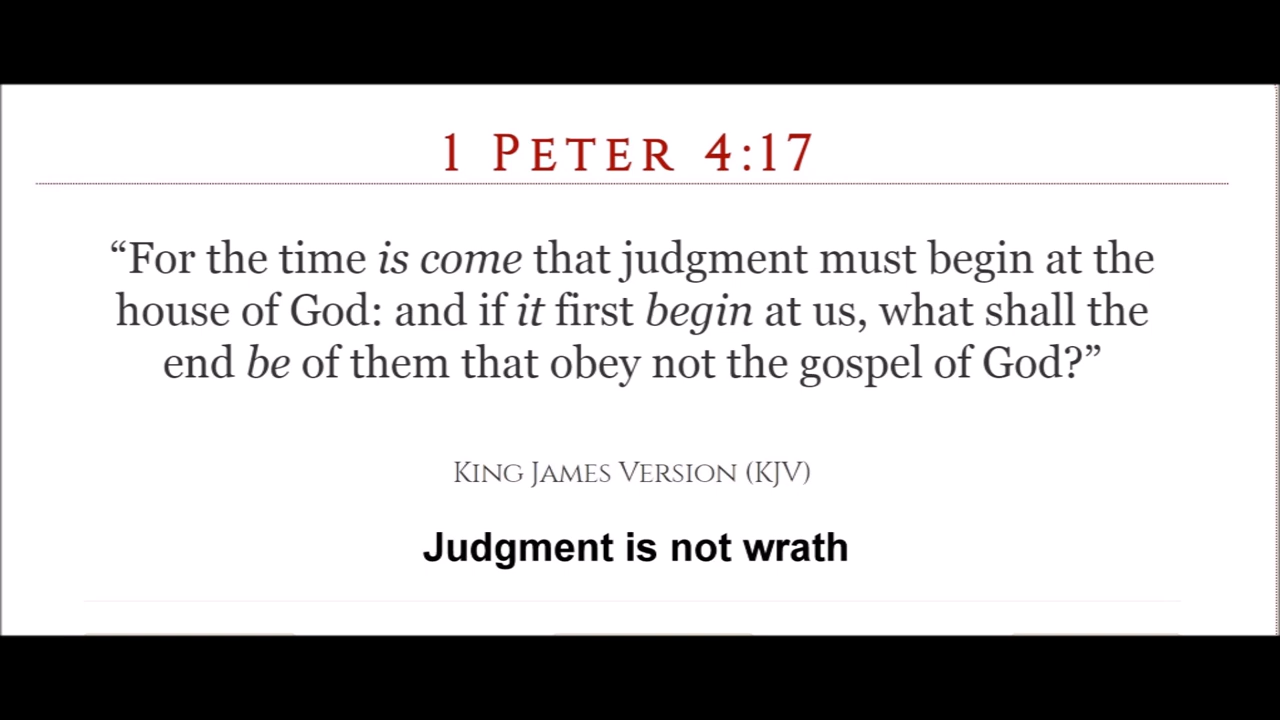 1 PETER 4:17
“For the time is come that judgment must begin at the
house of God: and if it first begin at us, what shall the
end be of them that obey not the gospel of God?”
KING JAMES VERSION (KJV)
Judgment is not wrath